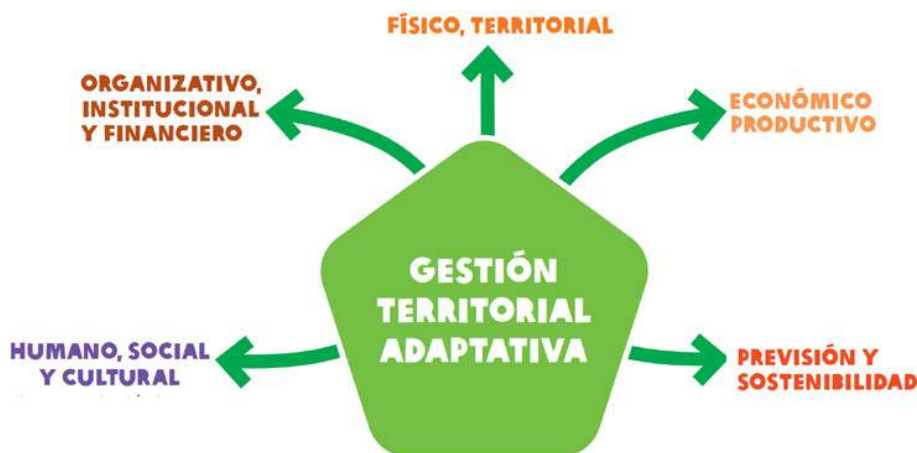 FÍSICO, TERRITORIAL
ORGANIZATIVO,
INSTITUCIONAL
Y FINANCIERO
ECONÓMICO
PRODUCTIVO
GESTIÓN
TERRITORIAL
ADAPTATIVA
HUMANO, SOCIAL
Y CULTURAL
PREVISIÓN Y
SOSTENIBILIDAD